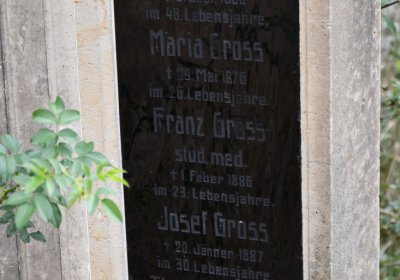 im 48. Lebensjahre.
Maria Gross
† 29. Mai 1876
im 26. Lebensjahre.
Franz Gross
stud. med.
† 1 Feber 1886
im 23. Lebensjahre.
Josef Gross
† 20. Jänner 1887
im 30 Lebensjahre